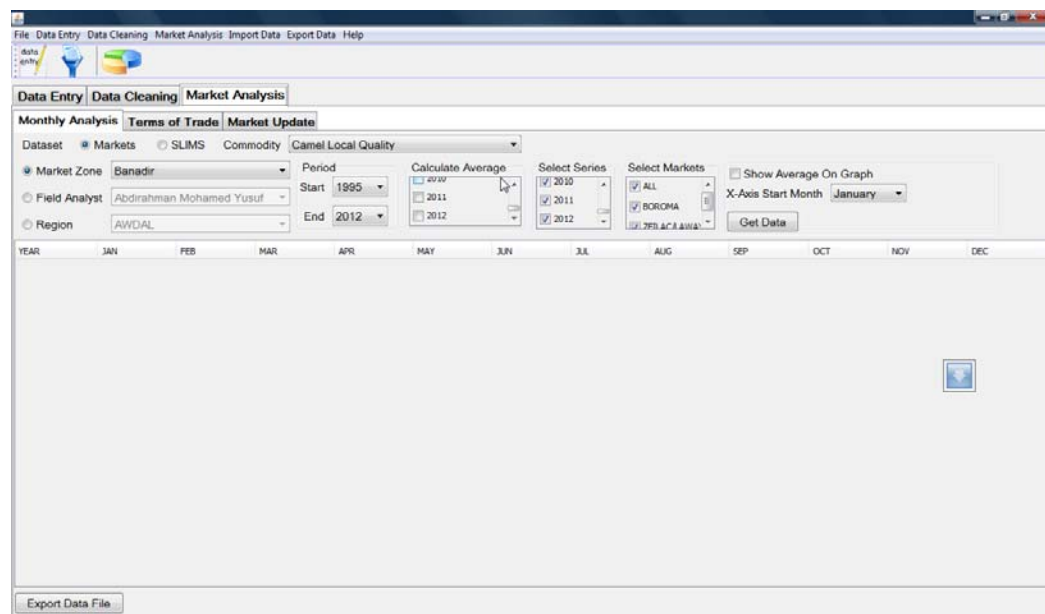 File Data Entry Data Cleaning Market Analysis Import Data Export Data Help
data entry
Data Entry Data Cleaning Market Analysis
Monthly Analysis Terms of Trade Market Update
Dataset Markets SLIMS Commodity Camel Local Quality
Market Zone Banadir
Field Analyst Abdirahman Mohamed Yusuf
Region AWDAL
Period
Start 1995
End 2012
Calculate Average
2010
2011
2012
Select Series
2010
2011
2012
Select Markets
ALL
BOROMA
Show Average On Graph
X-Axis Start Month January
Get Data
YEAR JAN FEB MAR APR MAY JUN JUL AUG SEP OCT NOV DEC
Export Data File